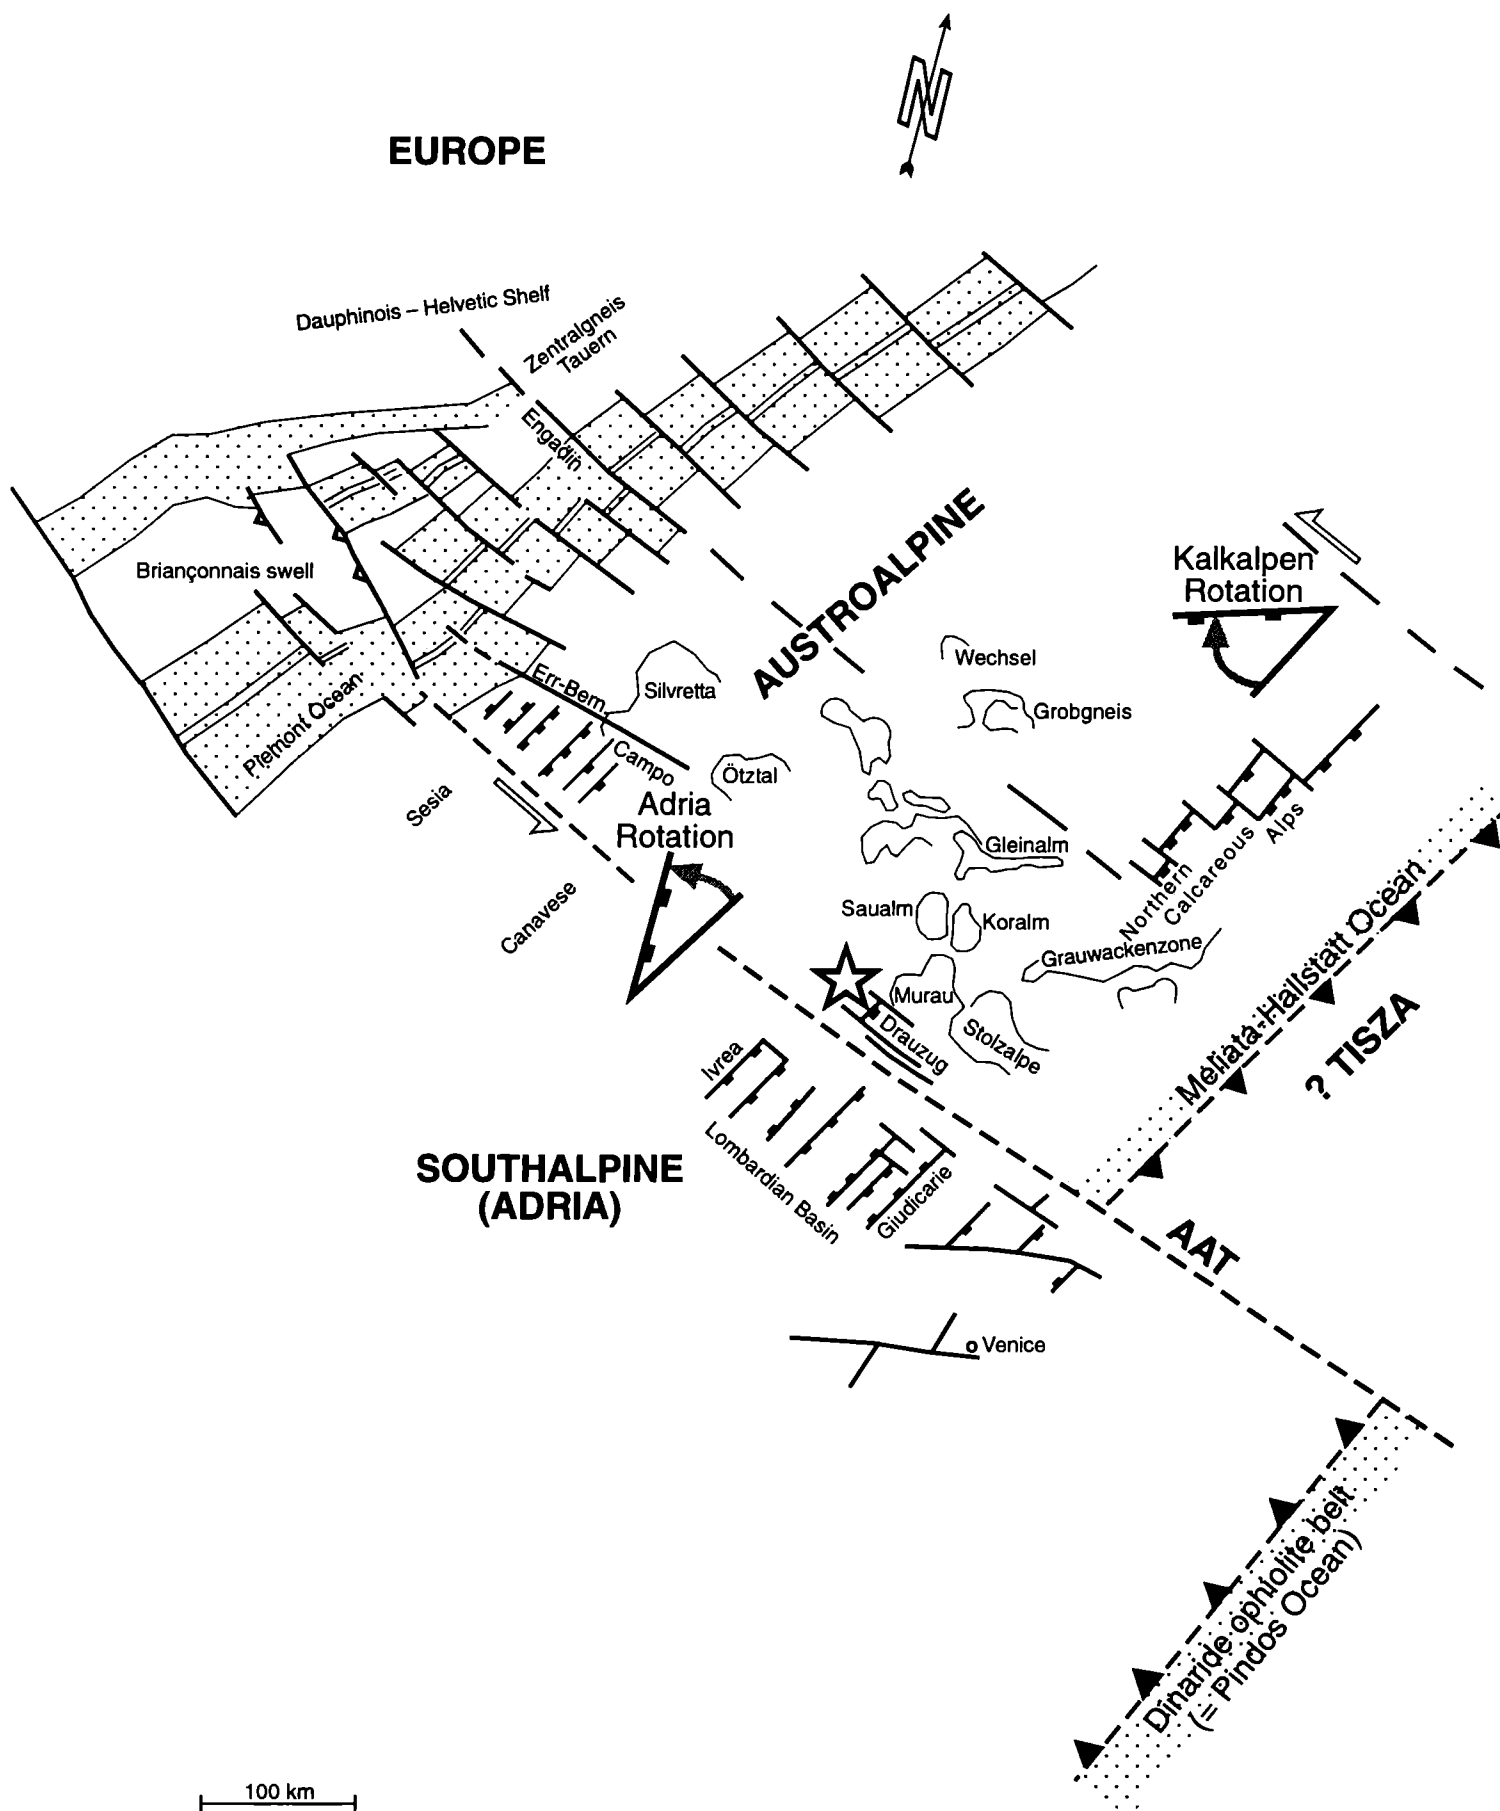 N
EUROPE
Dauphinois – Helvetic Shelf
Zentralgneis
Tauern
Engadin
AUSTROALPINE
Kalkalpen
Rotation
Briançonnais swell
Wechsel
Err-Bern
Silvretta
Grobgneis
Piemont Ocean
Campo
Ötztal
Sesia
Adria
Rotation
Gleinalm
Northern
Calcareous
Alps
Canavese
Saualm
Koralm
Grauwackenzone
Meliata-Hallstatt Ocean
Murau
Drauzug
Stolzalpe
? TISZA
Ivrea
SOUTHALPINE
(ADRIA)
Lombardian Basin
Giudicarie
AAT
Venice
Dinaride ophiolite belt
(= Pindos Ocean)
100 km